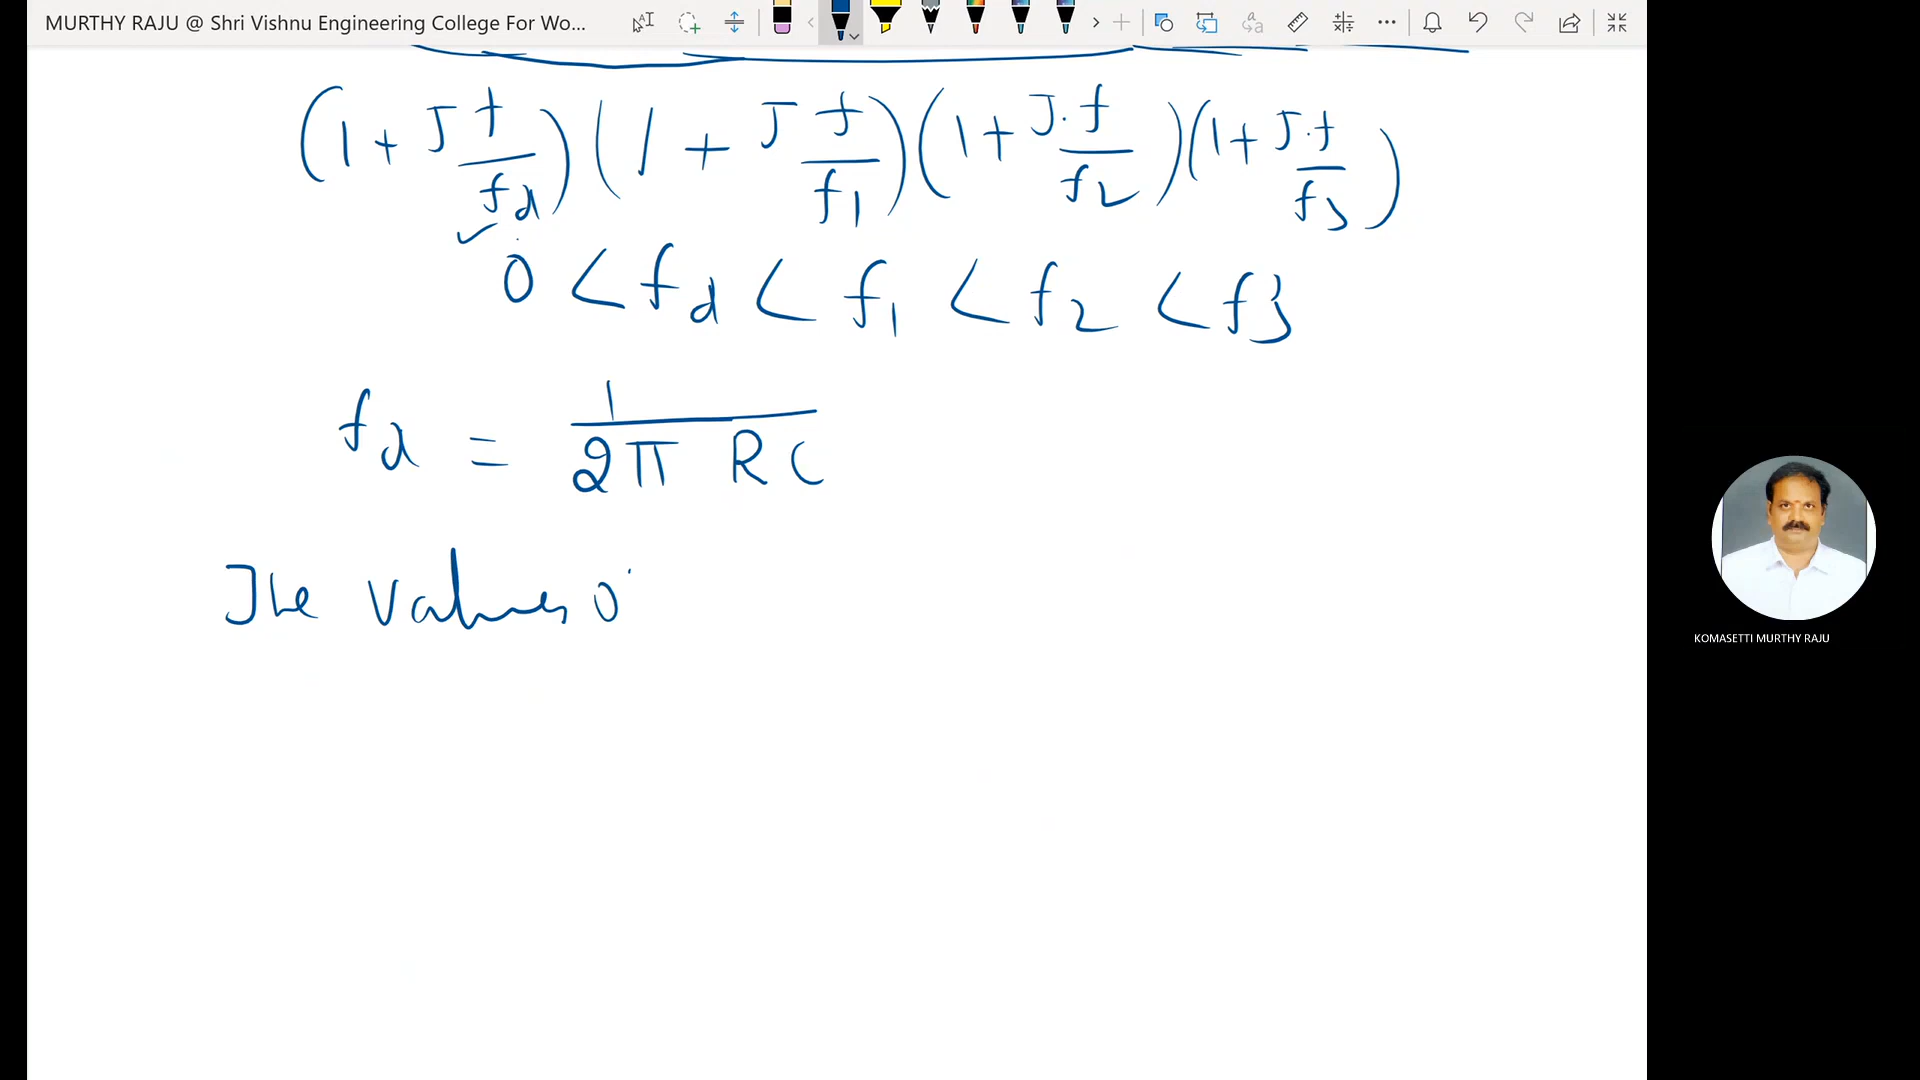 MURTHY RAJU @ Shri Vishnu Engineering College For Wo...
(1 + J f/fd) (1 + J f/f1) (1 + J.f/f2) (1 + J.f/f3)
0 < fd < f1 < f2 < f3
fd = 1/2π RC
The values o
KOMASETTI MURTHY RAJU